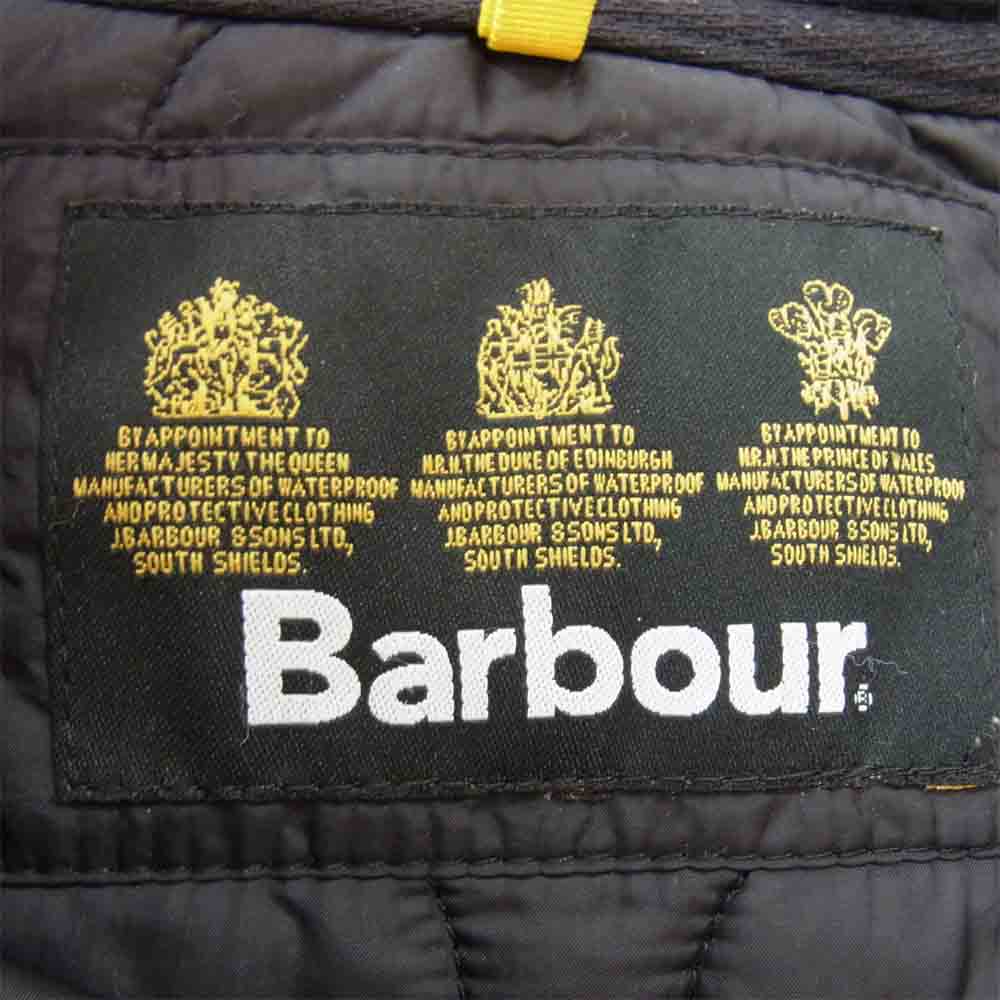 BY APPOINTMENT TO
HER MAJESTY THE QUEEN
MANUFACTURERS OF WATERPROOF
AND PROTECTIVE CLOTHING
J.BARBOUR & SONS LTD,
SOUTH SHIELDS.
BY APPOINTMENT TO
H.R.H. THE DUKE OF EDINBURGH
MANUFACTURERS OF WATERPROOF
AND PROTECTIVE CLOTHING
J.BARBOUR & SONS LTD,
SOUTH SHIELDS.
BY APPOINTMENT TO
H.R.H. THE PRINCE OF WALES
MANUFACTURERS OF WATERPROOF
AND PROTECTIVE CLOTHING
J.BARBOUR & SONS LTD,
SOUTH SHIELDS.
Barbour®